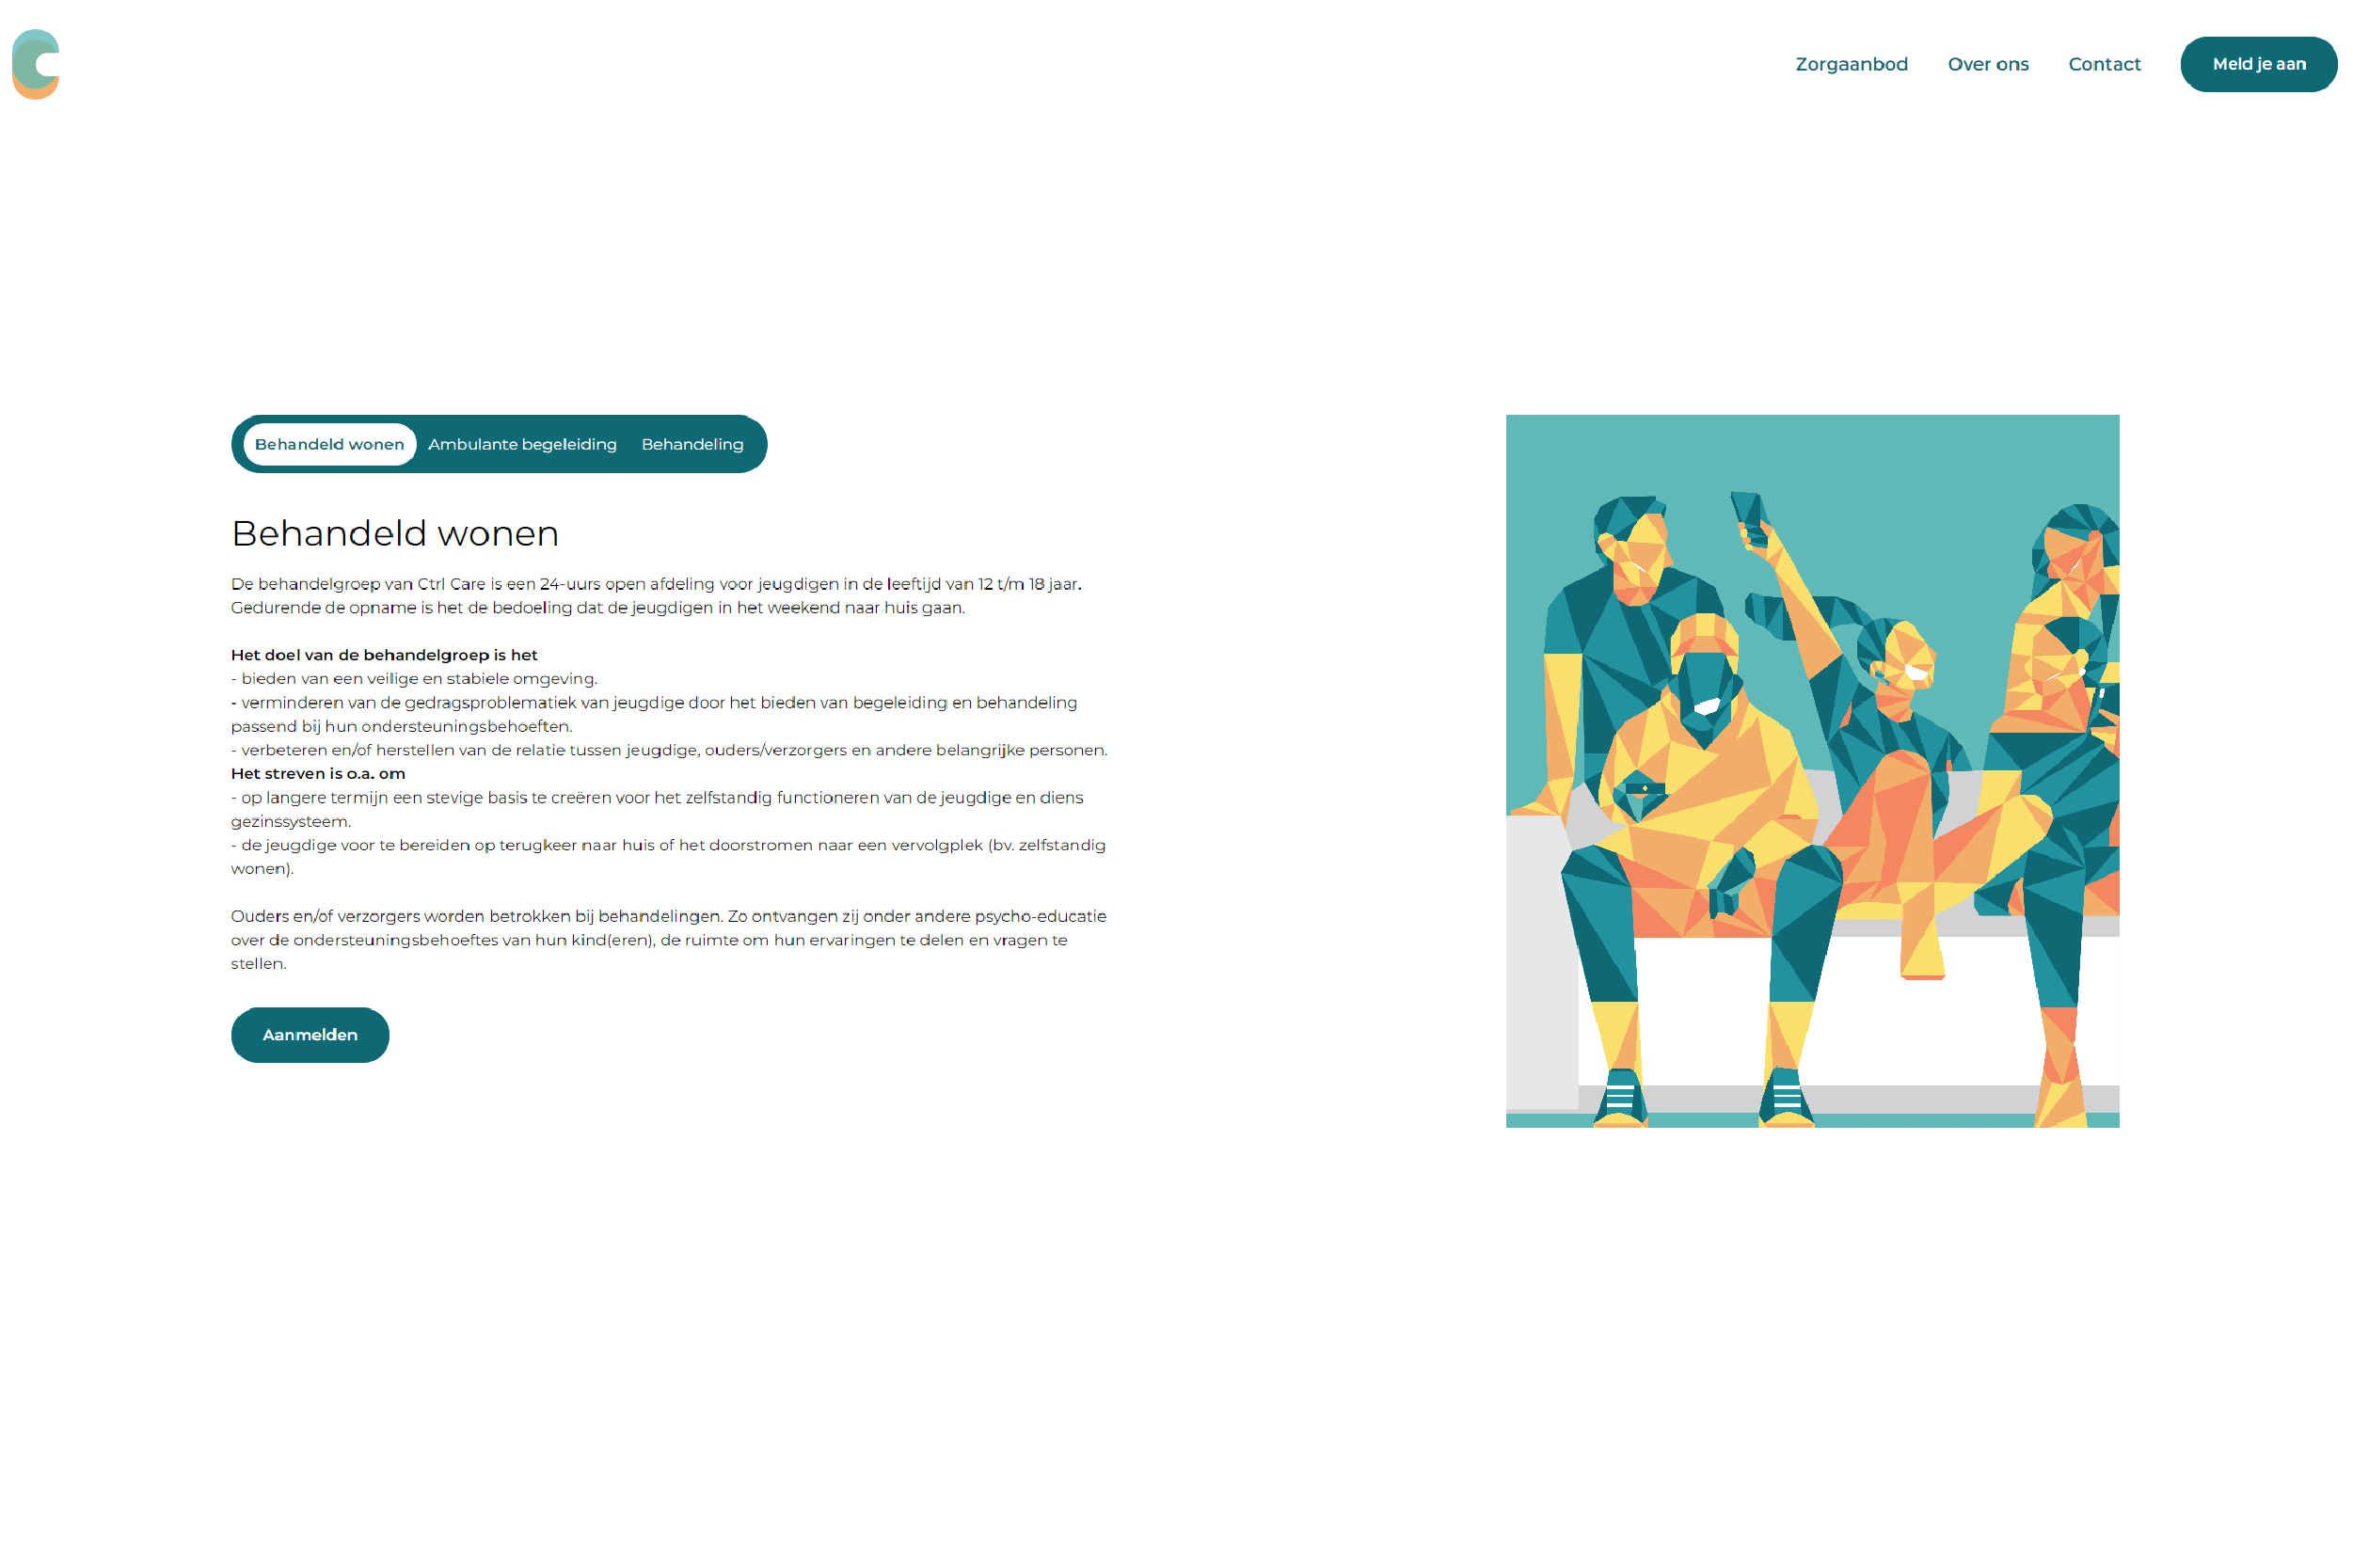 Zorgaanbod Over ons Contact Meld je aan
Behandeld wonen Ambulante begeleiding Behandeling
Behandeld wonen
De behandelgroep van Ctrl Care is een 24-uurs open afdeling voor jeugdigen in de leeftijd van 12 t/m 18 jaar.
Gedurende de opname is het de bedoeling dat de jeugdigen in het weekend naar huis gaan.
Het doel van de behandelgroep is het
- bieden van een veilige en stabiele omgeving.
- verminderen van de gedragsproblematiek van jeugdige door het bieden van begeleiding en behandeling
passend bij hun ondersteuningsbehoeften.
- verbeteren en/of herstellen van de relatie tussen jeugdige, ouders/verzorgers en andere belangrijke personen.
Het streven is o.a. om
- op langere termijn een stevige basis te creëren voor het zelfstandig functioneren van de jeugdige en diens
gezinssysteem.
- de jeugdige voor te bereiden op terugkeer naar huis of het doorstromen naar een vervolgplek (bv. zelfstandig
wonen).
Ouders en/of verzorgers worden betrokken bij behandelingen. Zo ontvangen zij onder andere psycho-educatie
over de ondersteuningsbehoeftes van hun kind(eren), de ruimte om hun ervaringen te delen en vragen te
stellen.
Aanmelden